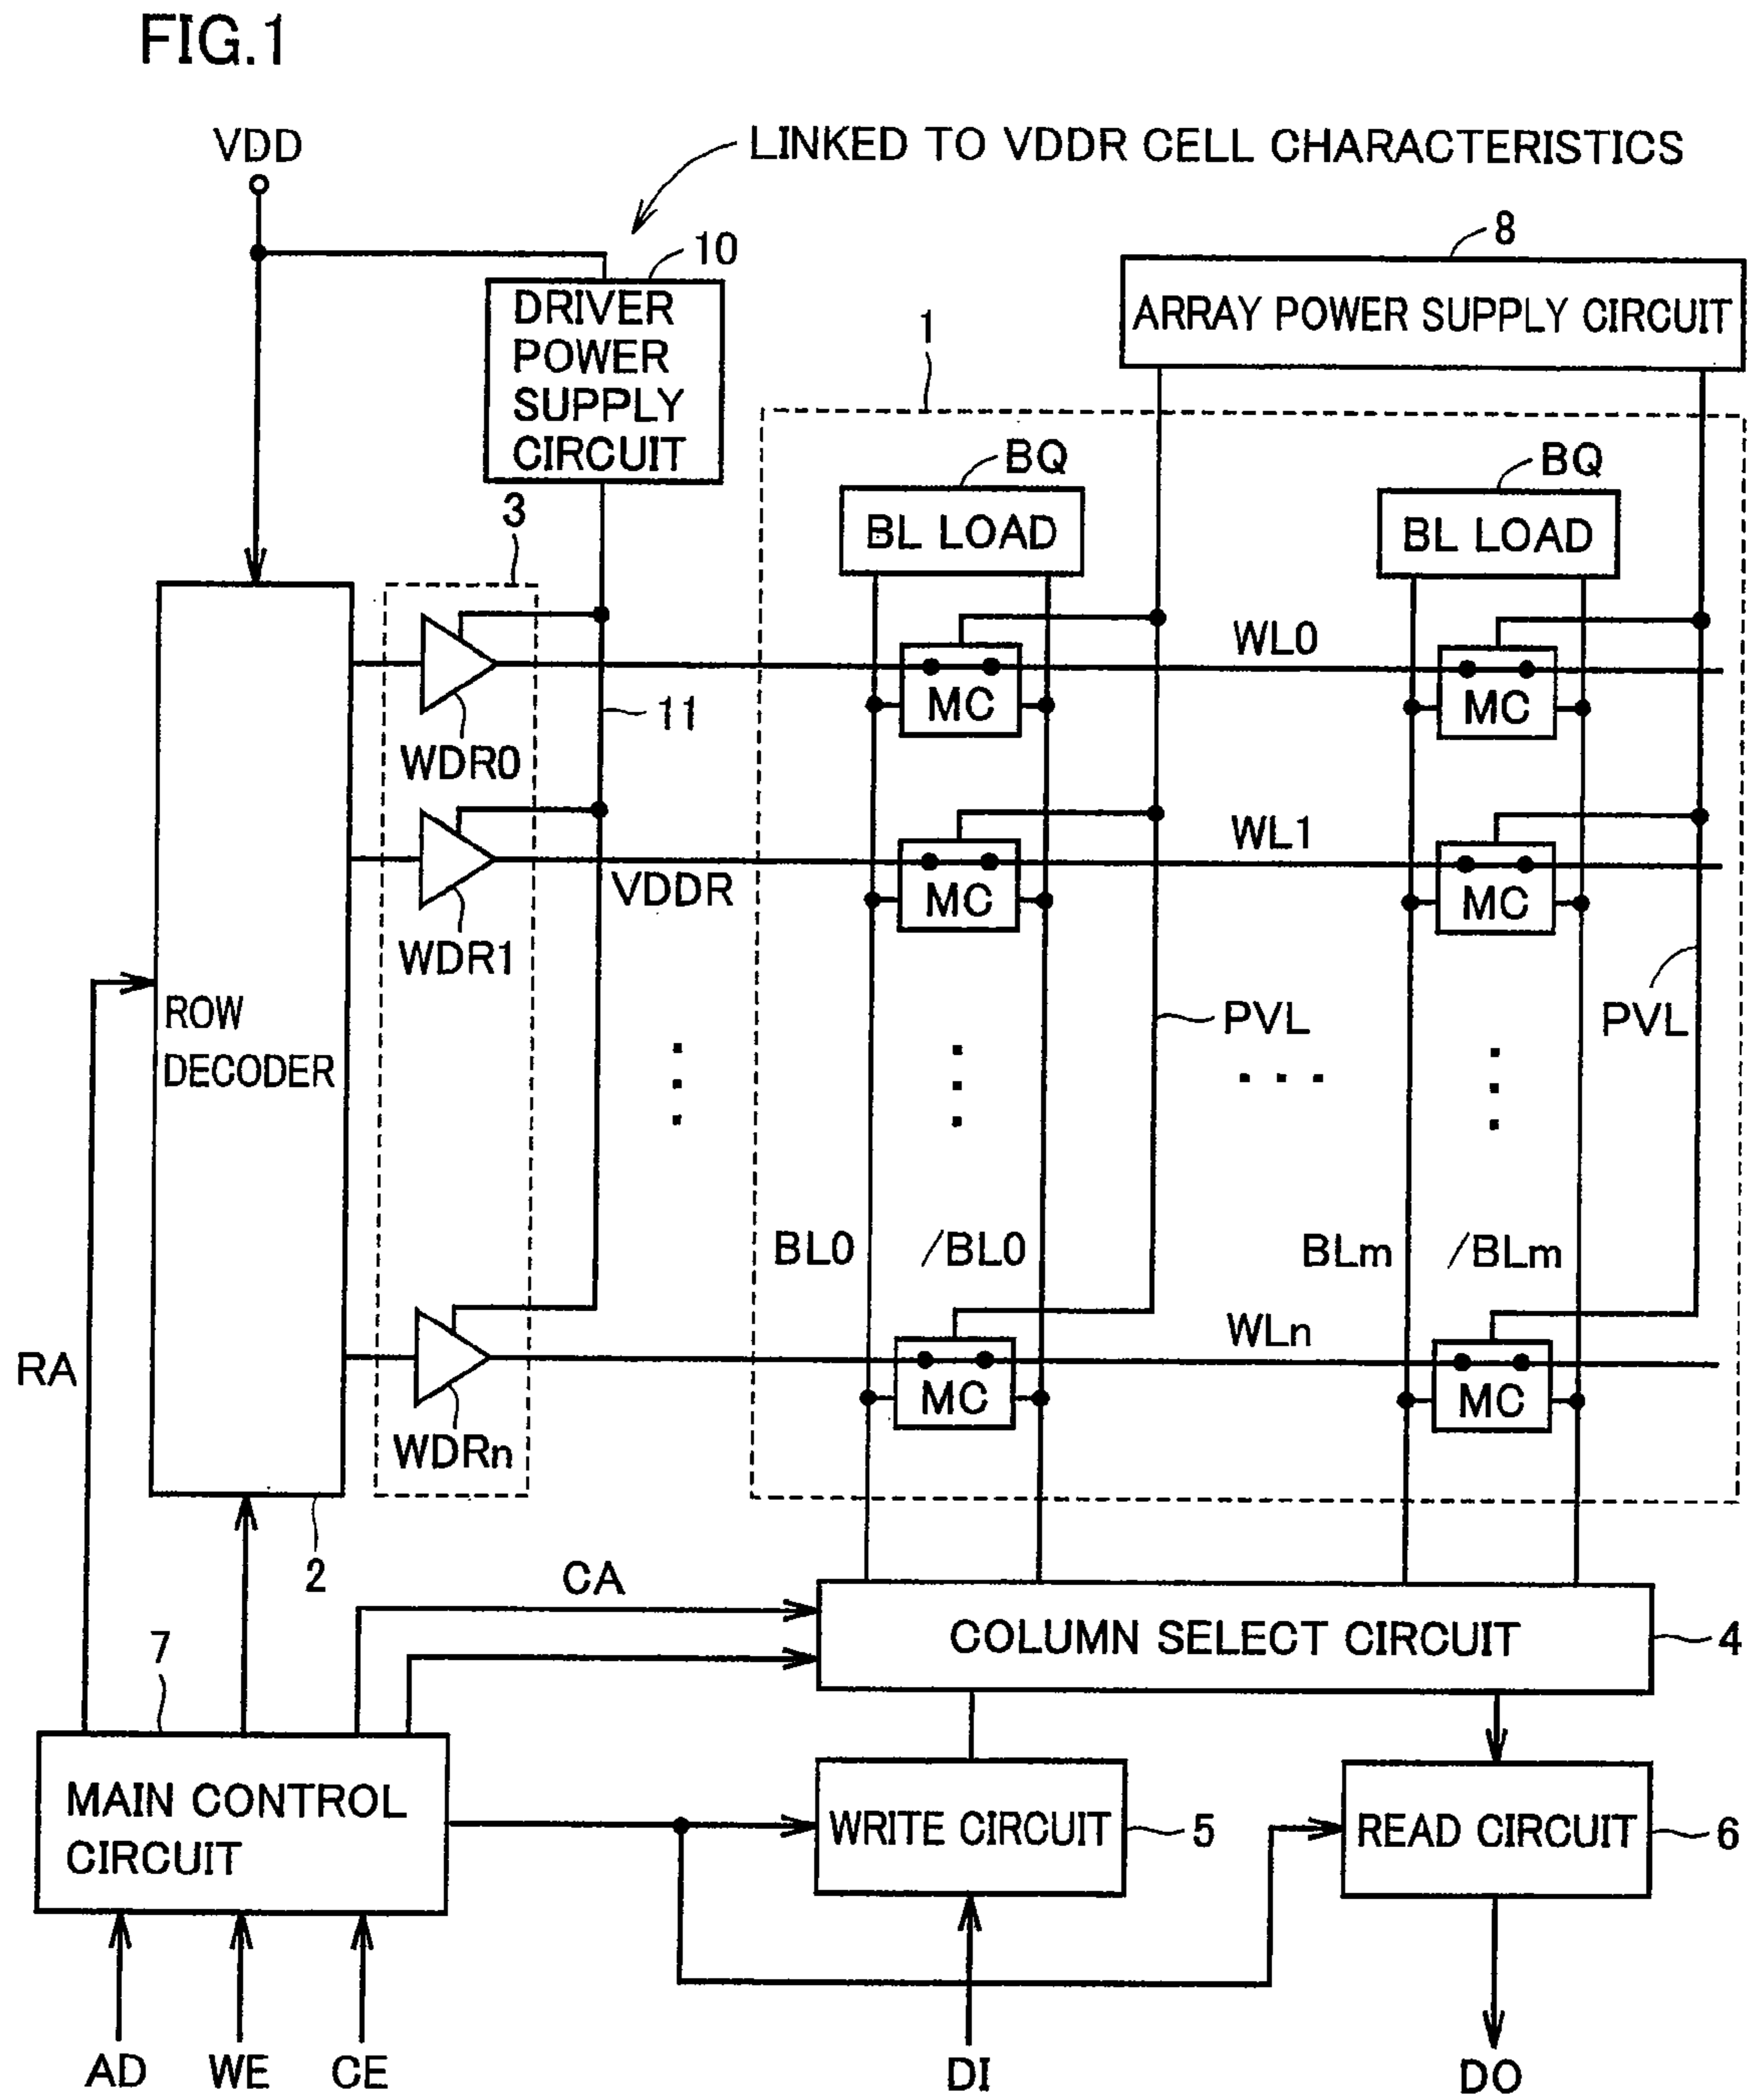 FIG.1
VDD
LINKED TO VDDR CELL CHARACTERISTICS
10
8
DRIVER
POWER
SUPPLY
CIRCUIT
ARRAY POWER SUPPLY CIRCUIT
1
3
BQ
BQ
BL LOAD
BL LOAD
WL0
MC
MC
11
WDR0
WL1
VDDR
MC
MC
WDR1
ROW
DECODER
PVL
PVL
BL0
/BL0
BLm
/BLm
WLn
RA
MC
MC
WDRn
2
CA
COLUMN SELECT CIRCUIT
4
7
MAIN CONTROL
CIRCUIT
WRITE CIRCUIT
5
READ CIRCUIT
6
AD
WE
CE
DI
DO